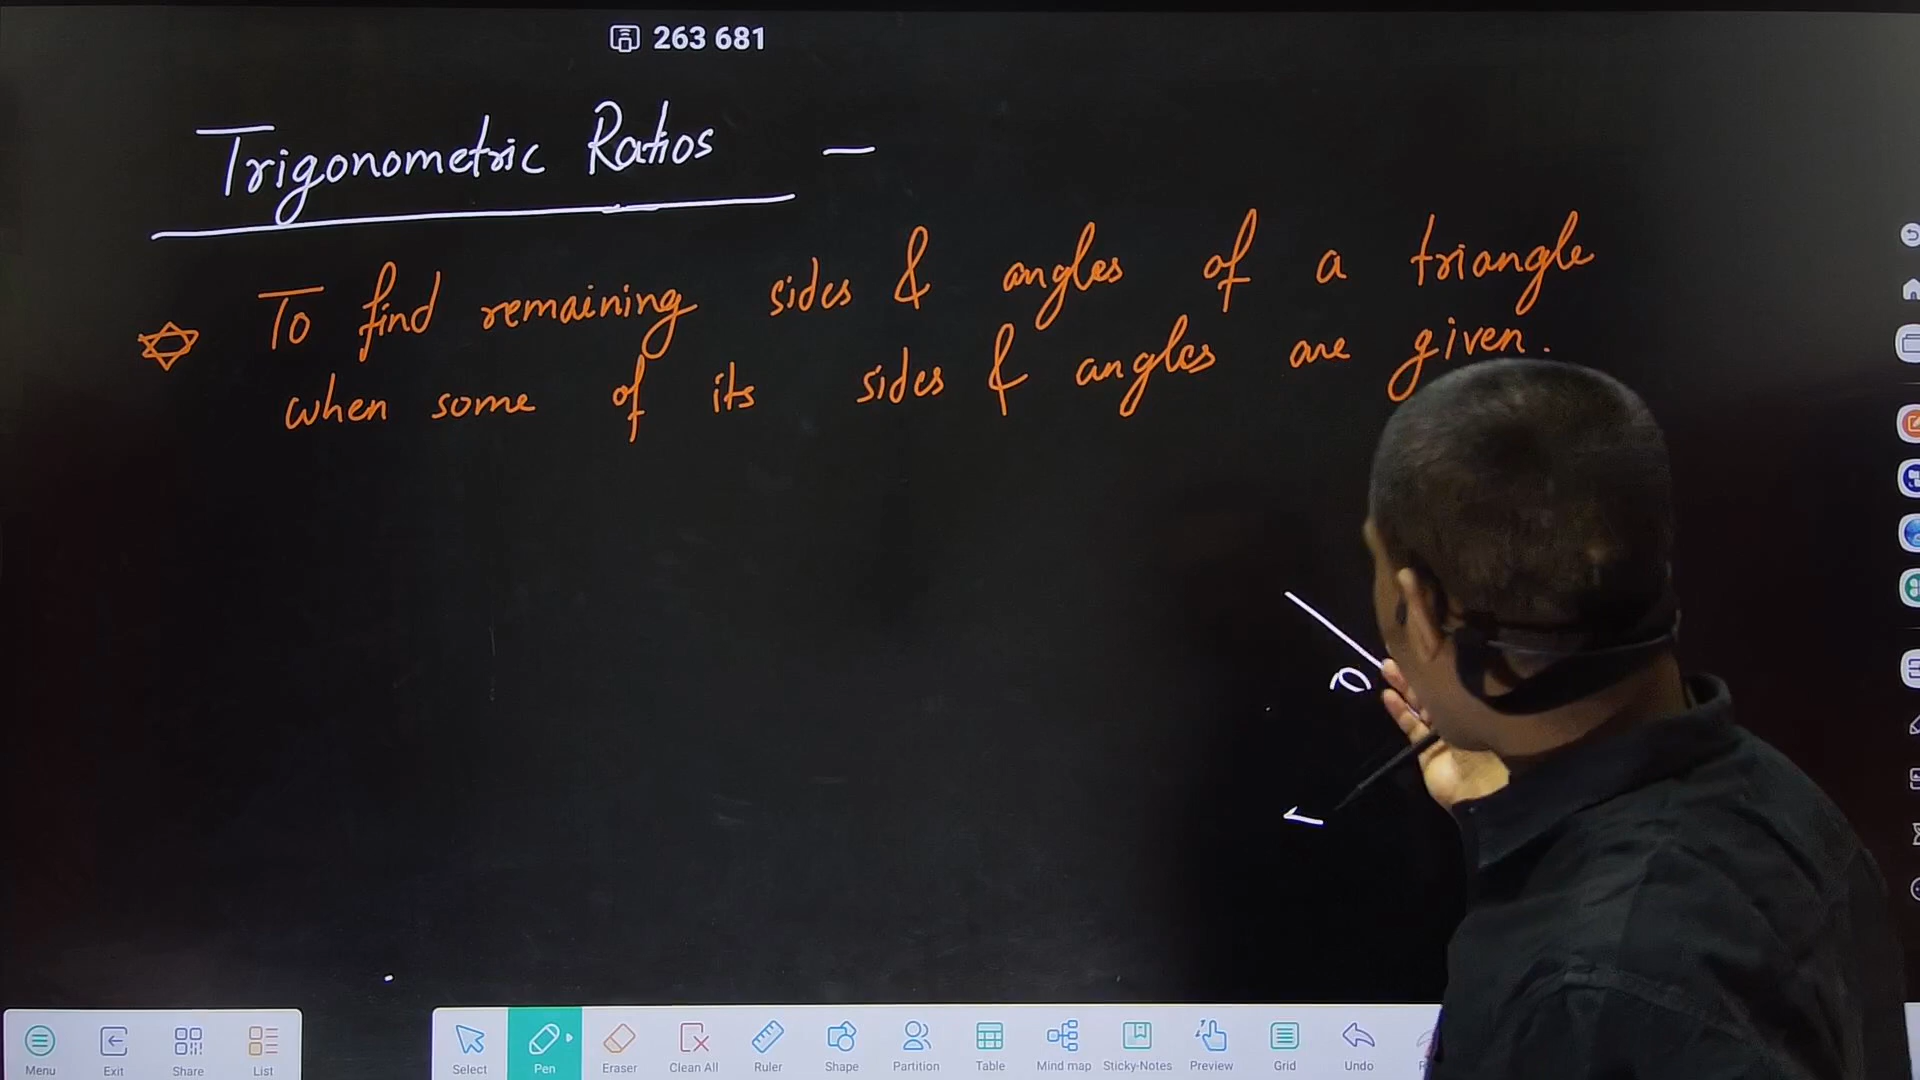 263 681
Trigonometric Ratios —
To find remaining sides & angles of a triangle
when some of its sides & angles are given.
Menu Exit Share List Select Pen Eraser Clean All Ruler Shape Partition Table Mind map Sticky-Notes Preview Grid Undo